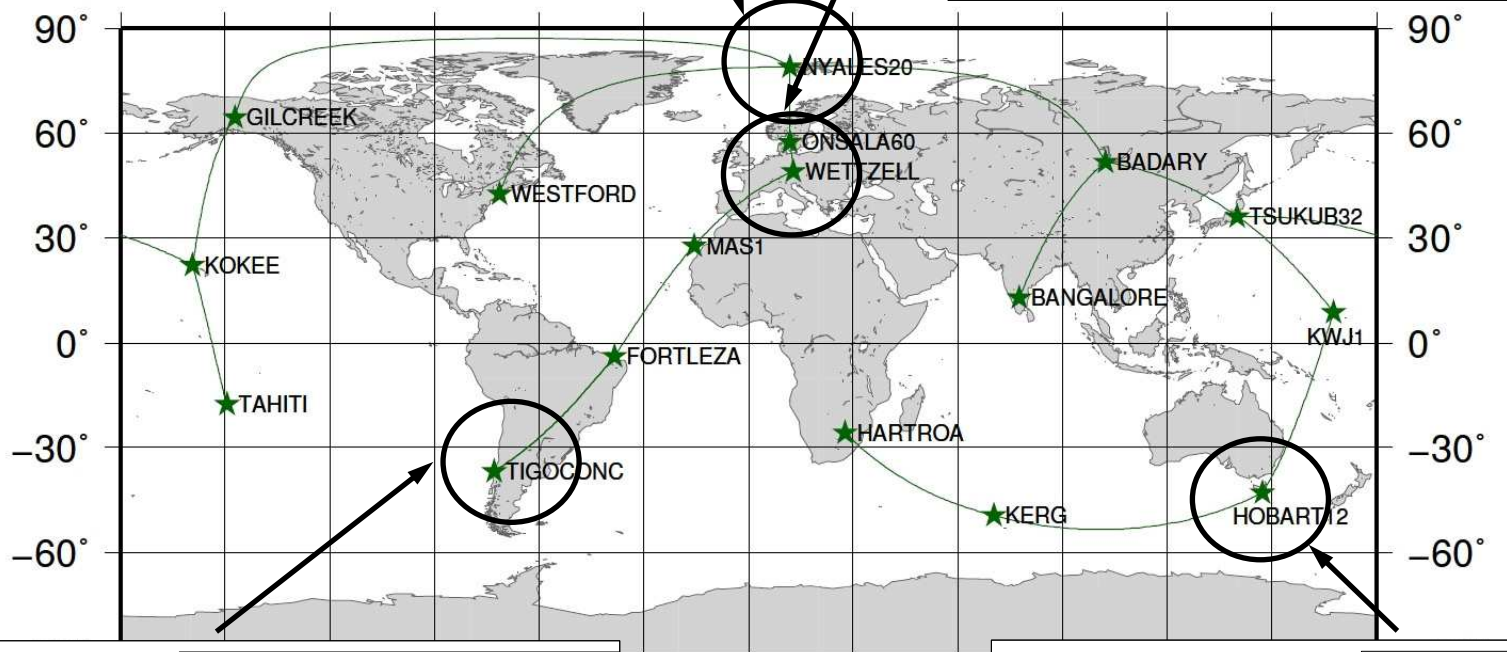 90°
90°
NYALES20
GILCREEK
60°
60°
ONSALA60
BADARY
WETTZELL
WESTFORD
TSUKUB32
30°
MAS1
30°
KOKEE
BANGALORE
KWJ1
0°
0°
FORTLEZA
TAHITI
HARTROA
−30°
−30°
TIGOCONC
KERG
HOBART12
−60°
−60°